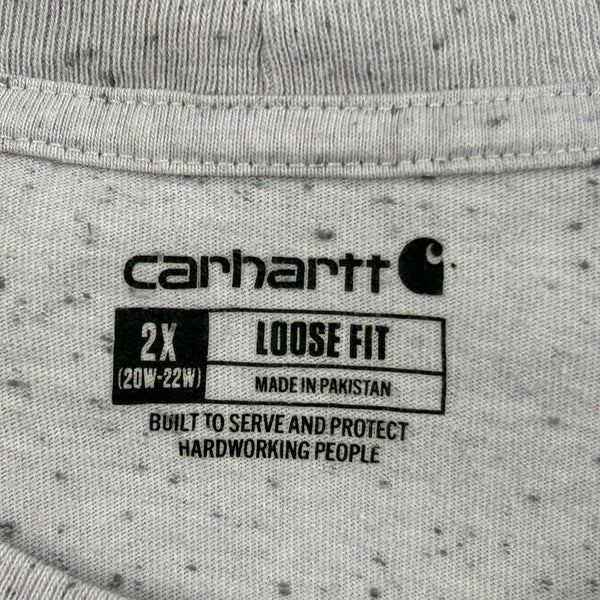 carhartt
2X
(20W-22W)
LOOSE FIT
MADE IN PAKISTAN
BUILT TO SERVE AND PROTECT
HARDWORKING PEOPLE